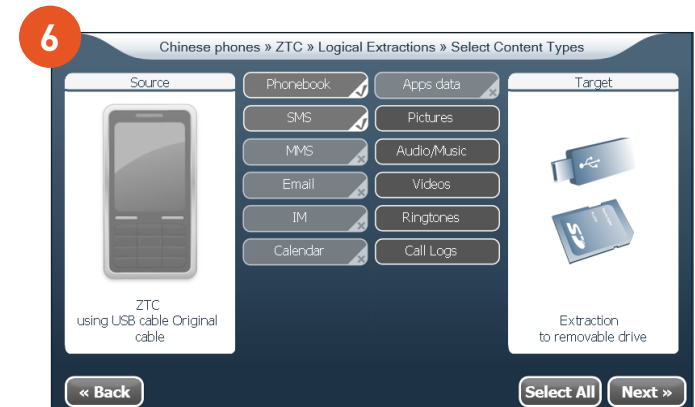 6
Chinese phones » ZTC » Logical Extractions » Select Content Types
Source
Phonebook
Apps data
Target
SMS
Pictures
MMS
Audio/Music
Email
Videos
IM
Ringtones
Calendar
Call Logs
SD
ZTC
using USB cable Original
cable
Extraction
to removable drive
« Back
Select All
Next »